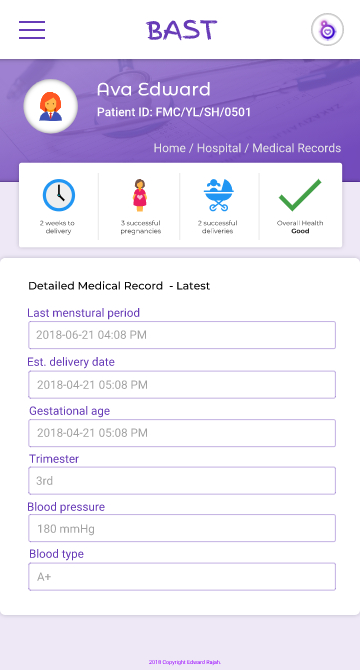 BAST
Ava Edward
Patient ID: FMC/YL/SH/0501
Home / Hospital / Medical Records
2 weeks to
delivery
3 successful
pregnancies
2 successful
deliveries
Overall Health
Good
Detailed Medical Record - Latest
Last menstural period
2018-06-21 04:08 PM
Est. delivery date
2018-04-21 05:08 PM
Gestational age
2018-04-21 05:08 PM
Trimester
3rd
Blood pressure
180 mmHg
Blood type
A+
2018 Copyright Edward Rajah.